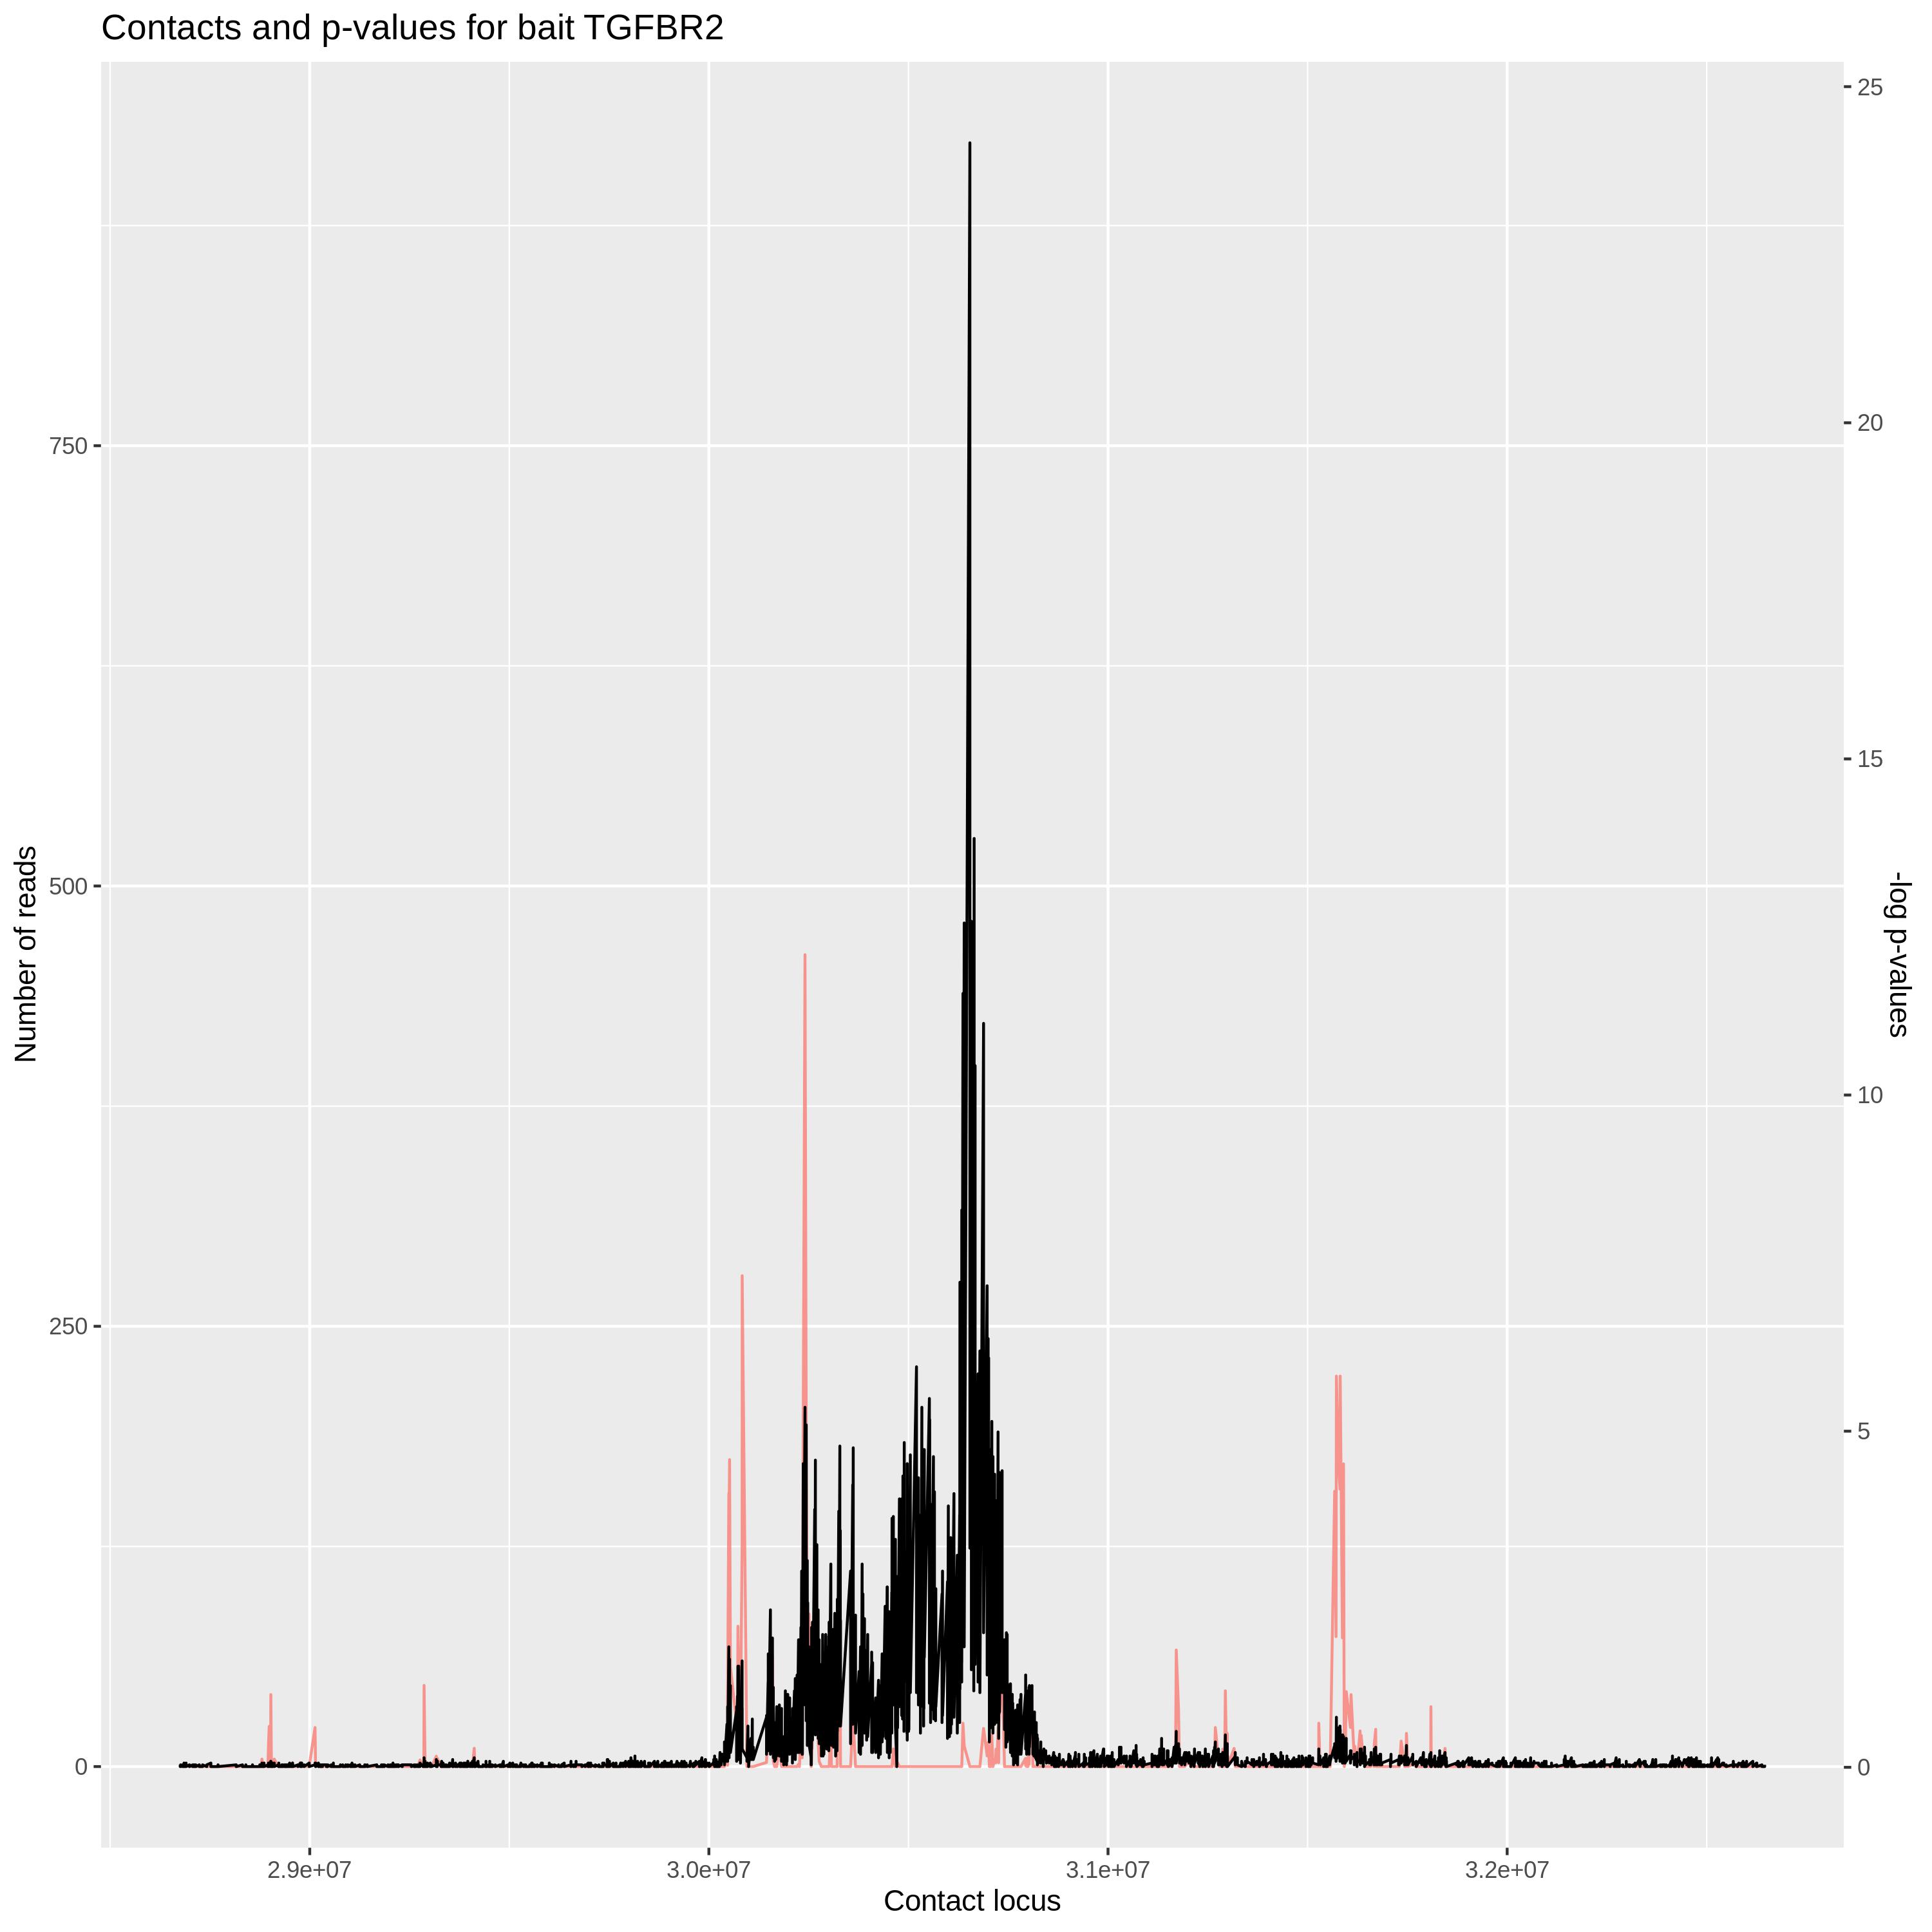 Contacts and p-values for bait TGFBR2
25
20
750
15
Number of reads
500
-log p-values
10
250
5
0
0
2.9e+07
3.0e+07
3.1e+07
3.2e+07
Contact locus